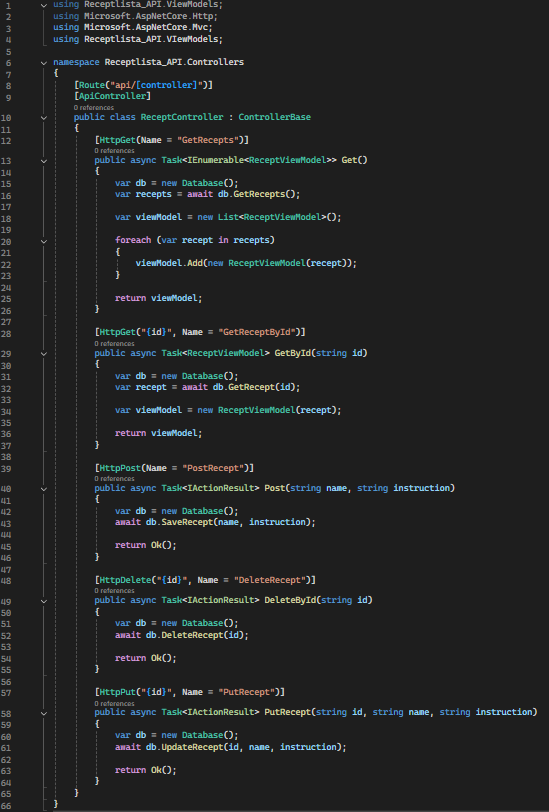 1 using Receptlista_API.ViewModels;
2 using Microsoft.AspNetCore.Http;
3 using Microsoft.AspNetCore.Mvc;
4 using Receptlista_API.VIewModels;
5
6 namespace Receptlista_API.Controllers
7 {
8 [Route("api/[controller]")]
9 [ApiController]
0 references
10 public class ReceptController : ControllerBase
11 {
12 [HttpGet(Name = "GetRecepts")]
0 references
13 public async Task<IEnumerable<ReceptViewModel>> Get()
14 {
15 var db = new Database();
16 var recepts = await db.GetRecepts();
17
18 var viewModel = new List<ReceptViewModel>();
19
20 foreach (var recept in recepts)
21 {
22 viewModel.Add(new ReceptViewModel(recept));
23 }
24
25 return viewModel;
26 }
27
28 [HttpGet("{id}", Name = "GetReceptById")]
0 references
29 public async Task<ReceptViewModel> GetById(string id)
30 {
31 var db = new Database();
32 var recept = await db.GetRecept(id);
33
34 var viewModel = new ReceptViewModel(recept);
35
36 return viewModel;
37 }
38
39 [HttpPost(Name = "PostRecept")]
0 references
40 public async Task<IActionResult> Post(string name, string instruction)
41 {
42 var db = new Database();
43 await db.SaveRecept(name, instruction);
44
45 return Ok();
46 }
47
48 [HttpDelete("{id}", Name = "DeleteRecept")]
0 references
49 public async Task<IActionResult> DeleteById(string id)
50 {
51 var db = new Database();
52 await db.DeleteRecept(id);
53
54 return Ok();
55 }
56
57 [HttpPut("{id}", Name = "PutRecept")]
0 references
58 public async Task<IActionResult> PutRecept(string id, string name, string instruction)
59 {
60 var db = new Database();
61 await db.UpdateRecept(id, name, instruction);
62
63 return Ok();
64 }
65 }
66 }